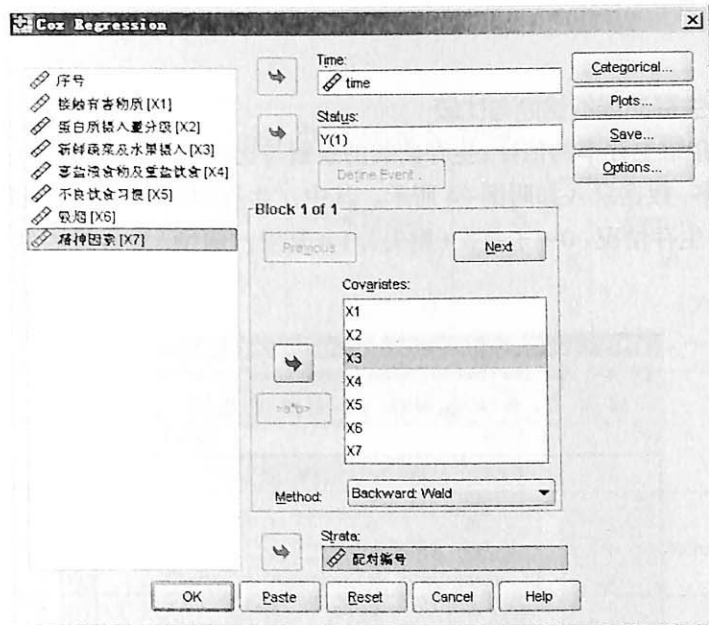 Cox Regression
序号
接触有害物质[X1]
蛋白质摄入量分级[X2]
新鲜蔬菜及水果摄入[X3]
喜盐渍食物及重盐饮食[X4]
不良饮食习惯[X5]
吸烟[X6]
精神因素[X7]
Time:
time
Status:
Y(1)
Define Event...
Block 1 of 1
Previous
Next
Covariates:
X1
X2
X3
X4
X5
X6
X7
>a*b>
Method:
Backward: Wald
Strata:
配对编号
Categorical...
Plots...
Save...
Options...
OK
Paste
Reset
Cancel
Help